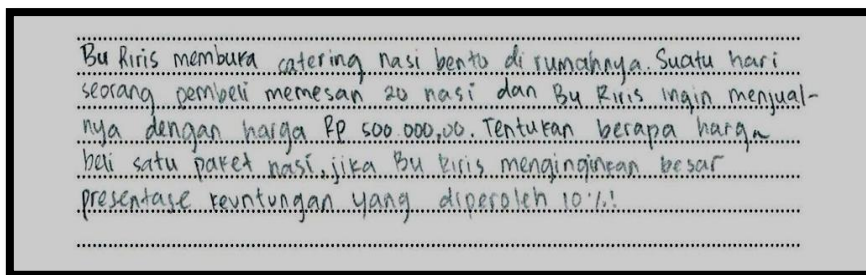 Bu Riris membuka catering nasi bento di rumahnya. Suatu hari
seorang pembeli memesan 20 nasi dan Bu Riris ingin menjual-
nya dengan harga Rp 500.000,00. Tentukan berapa harga
beli satu paket nasi, jika Bu Riris menginginkan besar
presentase keuntungan yang diperoleh 10%!